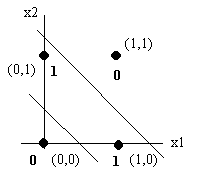 x2
(1,1)
(0,1) 1 0
x1
0 (0,0) 1 (1,0)